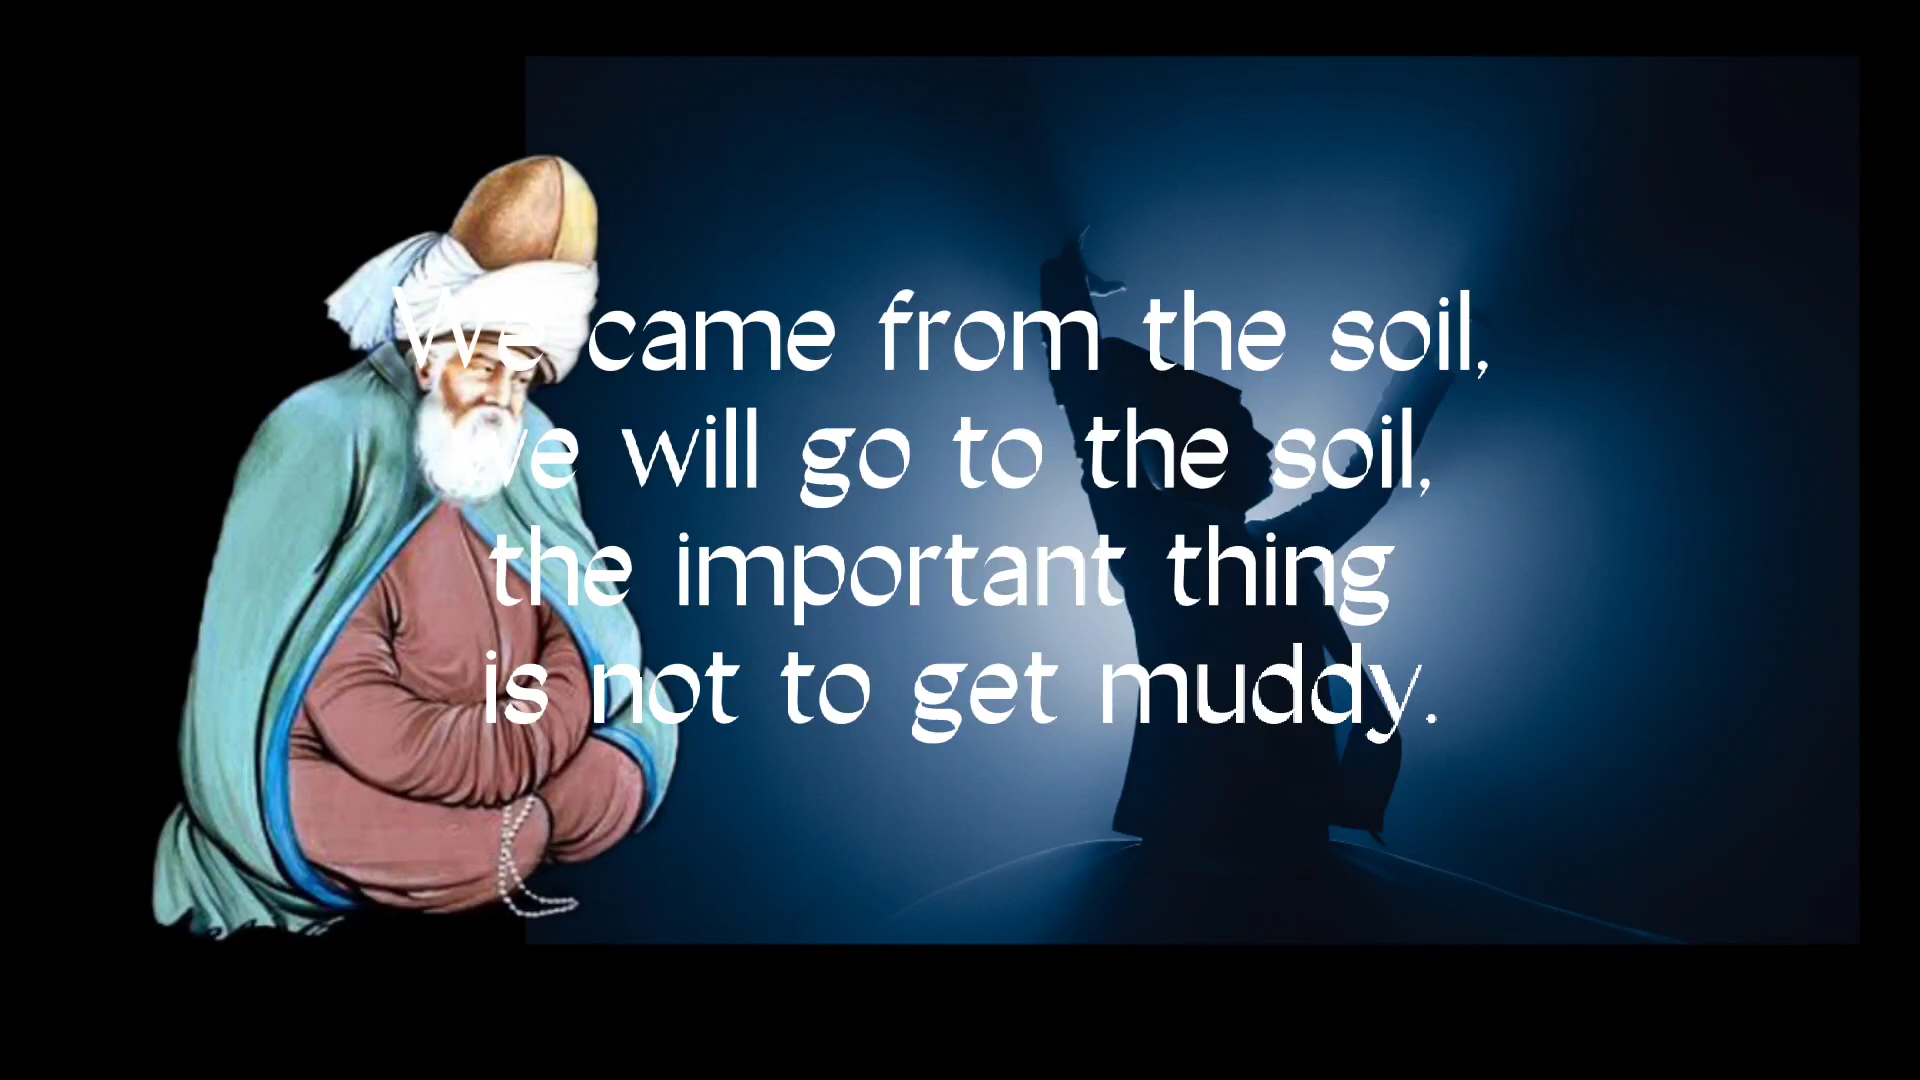 We came from the soil,
we will go to the soil,
the important thing
is not to get muddy.